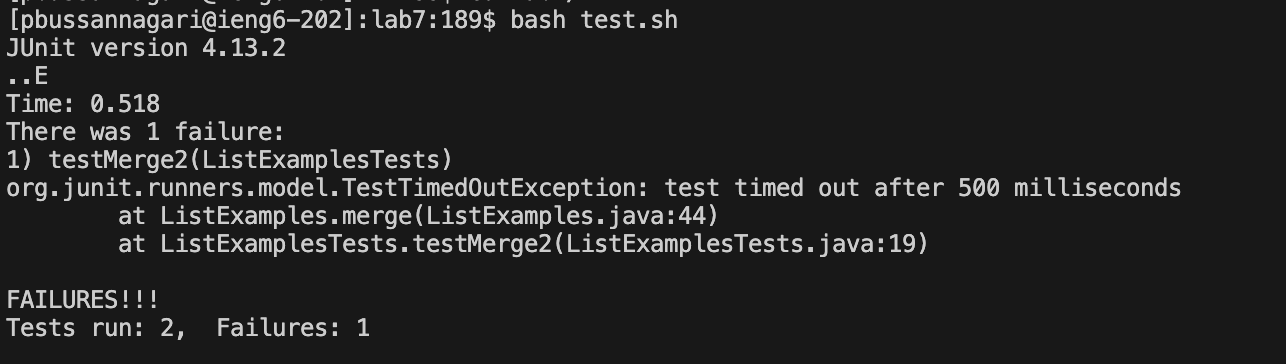 [pbussannagari@ieng6-202]:lab7:189$ bash test.sh
JUnit version 4.13.2
..E
Time: 0.518
There was 1 failure:
1) testMerge2(ListExamplesTests)
org.junit.runners.model.TestTimedOutException: test timed out after 500 milliseconds
        at ListExamples.merge(ListExamples.java:44)
        at ListExamplesTests.testMerge2(ListExamplesTests.java:19)

FAILURES!!!
Tests run: 2,  Failures: 1